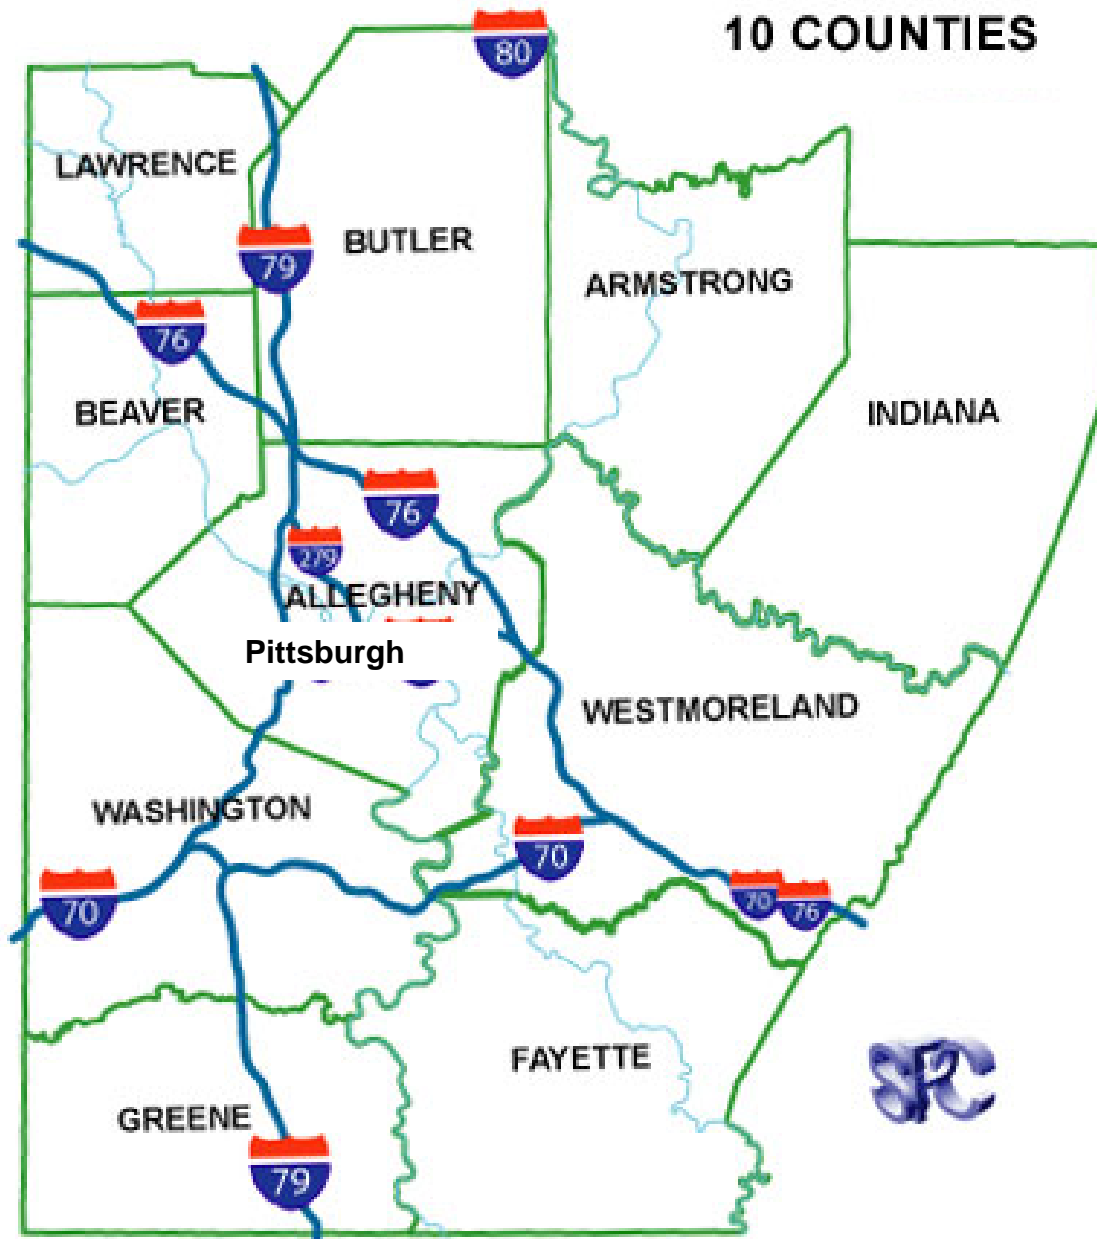 10 COUNTIES
80
LAWRENCE
BUTLER
79
ARMSTRONG
76
BEAVER
INDIANA
76
279
ALLEGHENY
Pittsburgh
WESTMORELAND
WASHINGTON
70
70
70
76
FAYETTE
GREENE
79
SPC